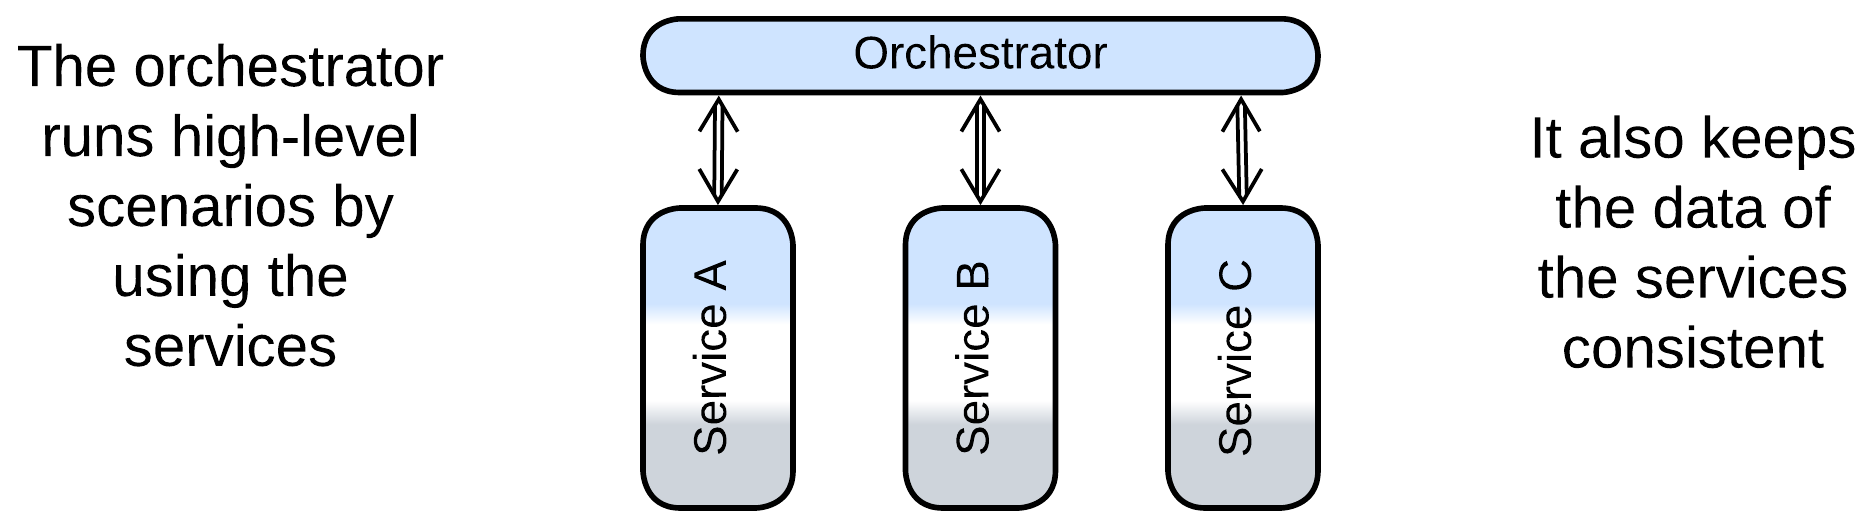 The orchestrator
runs high-level
scenarios by
using the
services
Orchestrator
Service A
Service B
Service C
It also keeps
the data of
the services
consistent